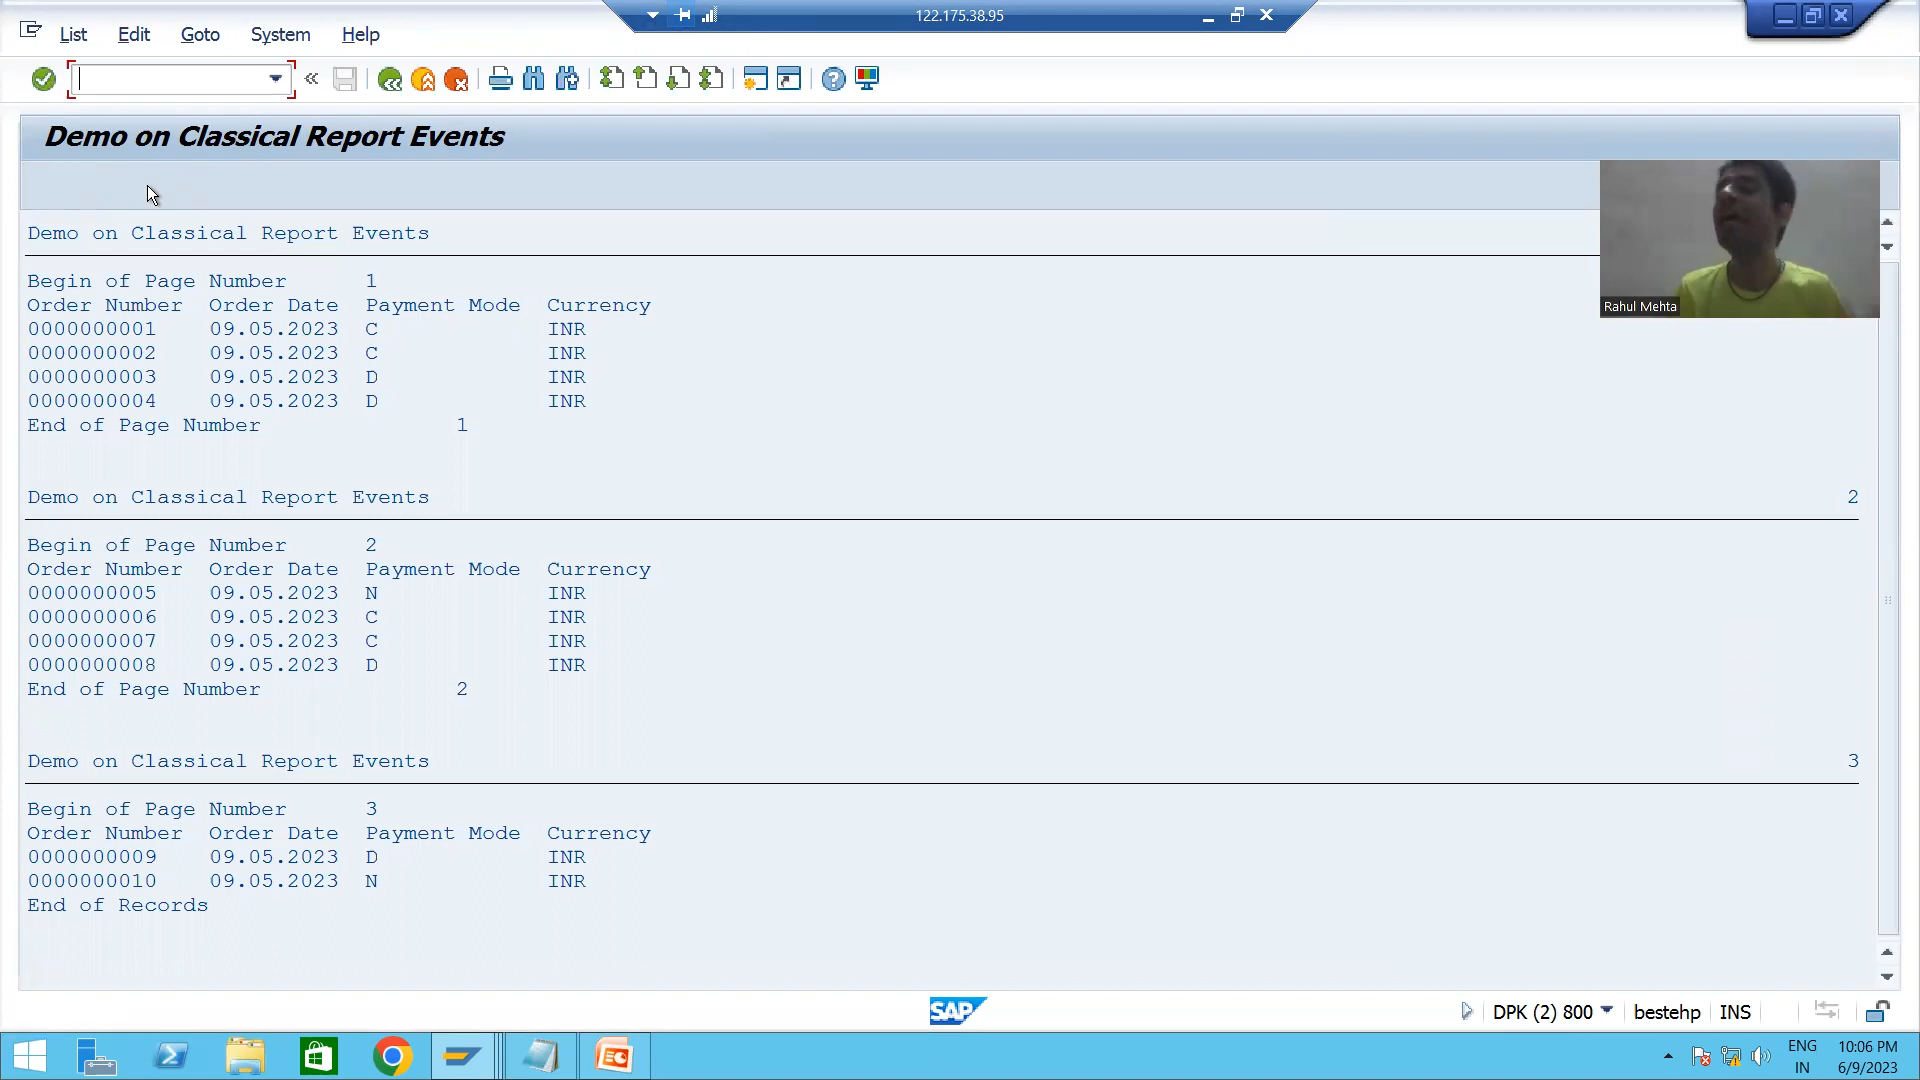 122.175.38.95
List Edit Goto System Help
Demo on Classical Report Events
Demo on Classical Report Events
Begin of Page Number 1
Order Number Order Date Payment Mode Currency
0000000001 09.05.2023 C INR
0000000002 09.05.2023 C INR
0000000003 09.05.2023 D INR
0000000004 09.05.2023 D INR
End of Page Number 1
Rahul Mehta
Demo on Classical Report Events 2
Begin of Page Number 2
Order Number Order Date Payment Mode Currency
0000000005 09.05.2023 N INR
0000000006 09.05.2023 C INR
0000000007 09.05.2023 C INR
0000000008 09.05.2023 D INR
End of Page Number 2
Demo on Classical Report Events 3
Begin of Page Number 3
Order Number Order Date Payment Mode Currency
0000000009 09.05.2023 D INR
0000000010 09.05.2023 N INR
End of Records
SAP
DPK (2) 800 bestehp INS
ENG 10:06 PM
IN 6/9/2023